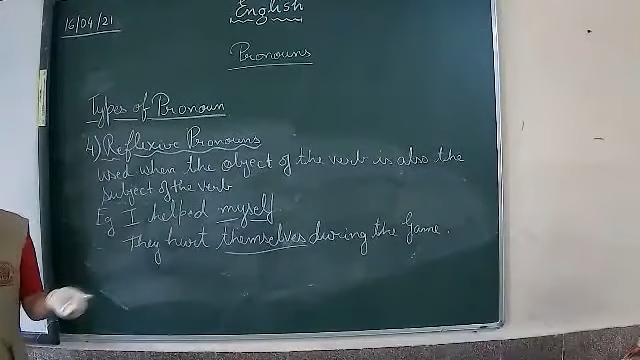 16/04/21
English
Pronouns
Types of Pronoun
4) Reflexive Pronouns
used when the object of the verb is also the
subject of the verb
Eg I helped myself.
They hurt themselves during the Game.